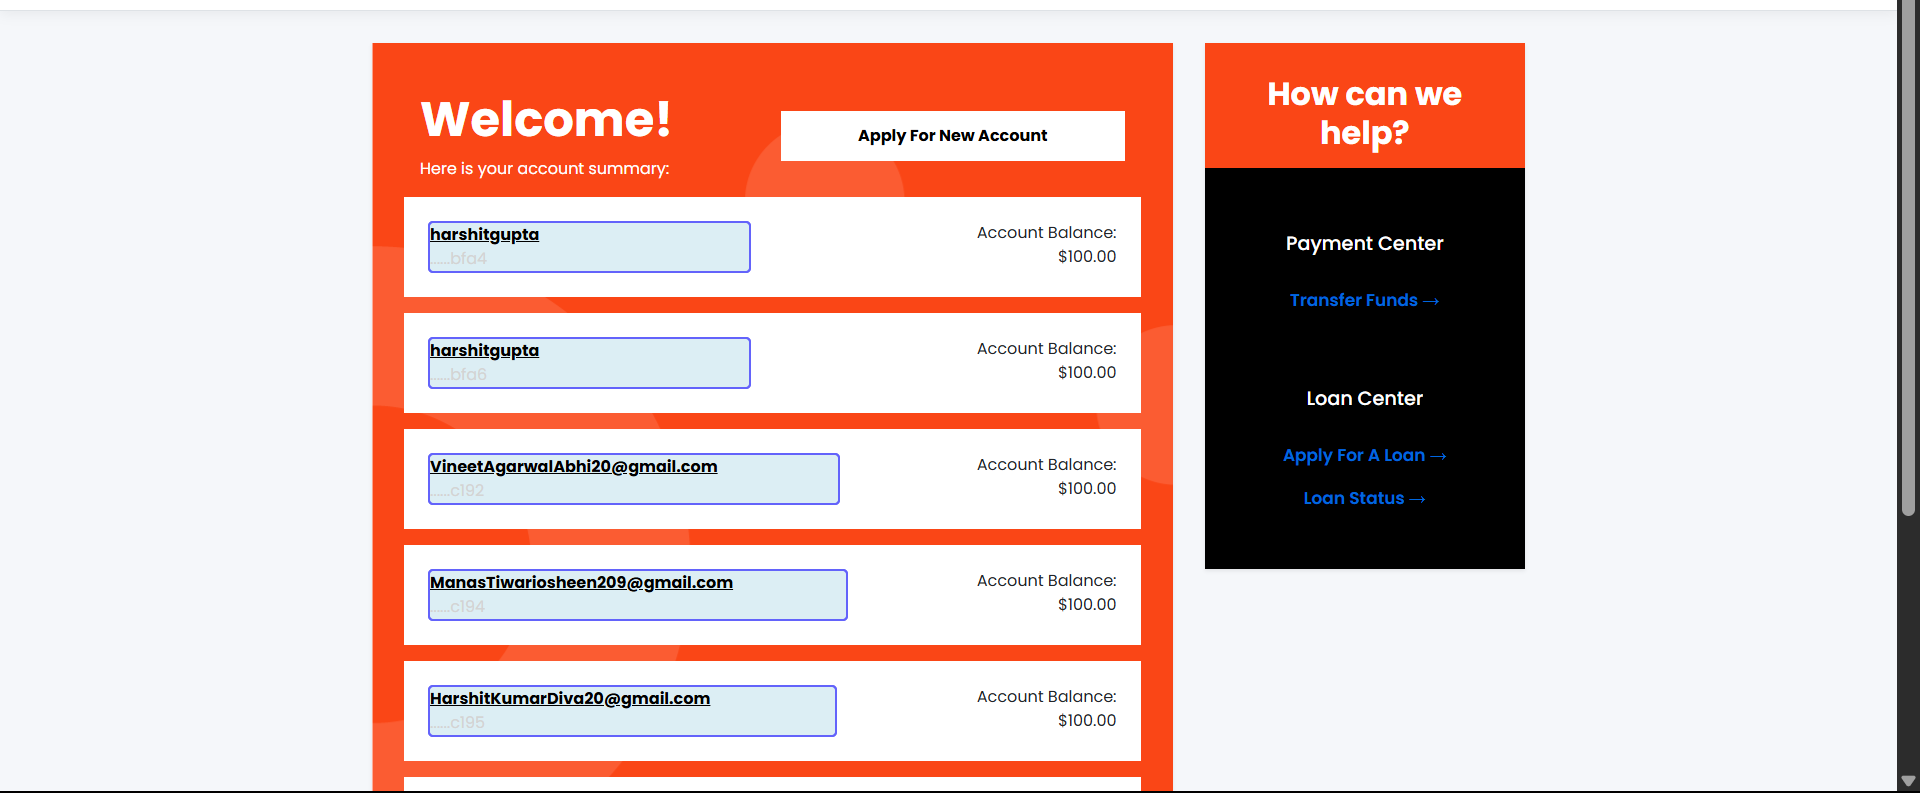 Welcome!
Here is your account summary:
Apply For New Account
harshitgupta
......bfa4
Account Balance:
$100.00
harshitgupta
......bfa6
Account Balance:
$100.00
VineetAgarwalAbhi20@gmail.com
......c192
Account Balance:
$100.00
ManasTiwariosheen209@gmail.com
......c194
Account Balance:
$100.00
HarshitKumarDiva20@gmail.com
......c195
Account Balance:
$100.00
How can we
help?
Payment Center
Transfer Funds →
Loan Center
Apply For A Loan →
Loan Status →